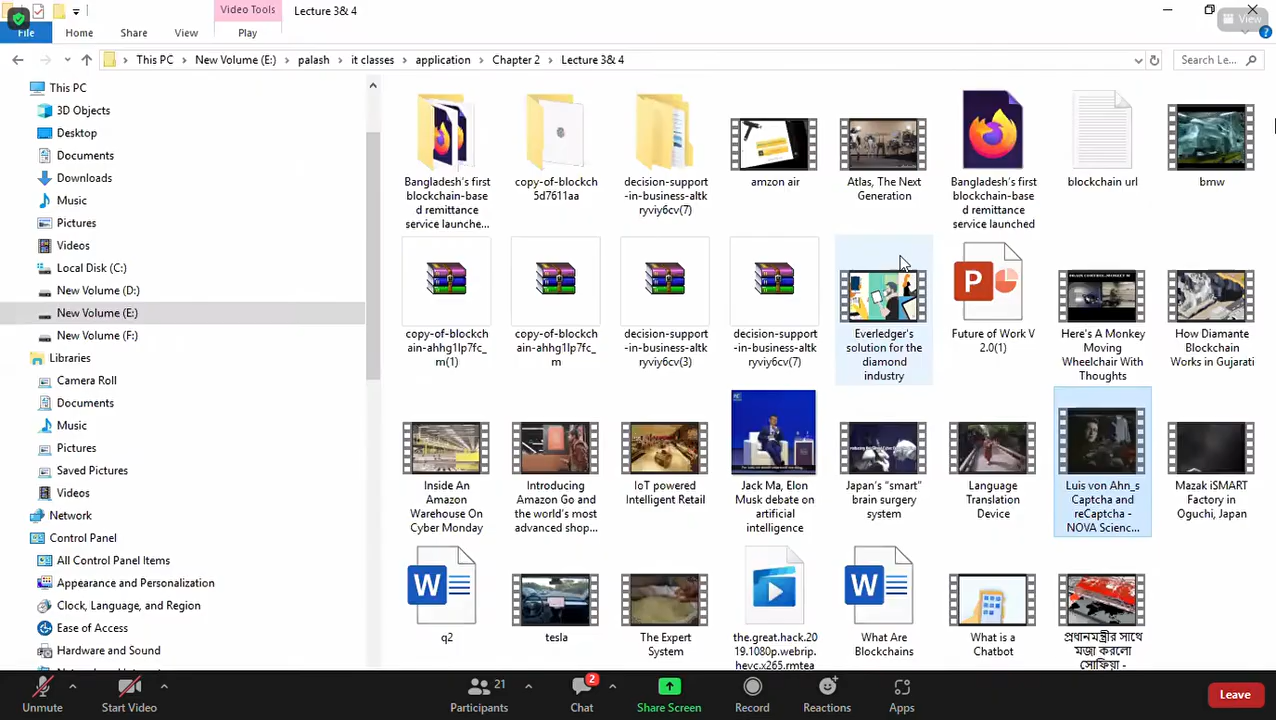 Video Tools
Lecture 3& 4
View
File
Home
Share
View
Play
This PC
New Volume (E:)
palash
it classes
application
Chapter 2
Lecture 3& 4
Search Le...
This PC
3D Objects
Desktop
Documents
Downloads
Music
Pictures
Videos
Local Disk (C:)
New Volume (D:)
New Volume (E:)
New Volume (F:)
Libraries
Camera Roll
Documents
Music
Pictures
Saved Pictures
Videos
Network
Control Panel
All Control Panel Items
Appearance and Personalization
Clock, Language, and Region
Ease of Access
Hardware and Sound
Bangladesh's first
blockchain-base
d remittance
service launche...
copy-of-blockch
5d7611aa
decision-support
-in-business-altk
ryviy6cv(7)
amzon air
Atlas, The Next
Generation
Bangladesh's first
blockchain-base
d remittance
service launched
blockchain url
bmw
copy-of-blockch
ain-ahhg1lp7fc_
m(1)
copy-of-blockch
ain-ahhg1lp7fc_
m
decision-support
-in-business-altk
ryviy6cv(3)
decision-support
-in-business-altk
ryviy6cv(7)
Everledger's
solution for the
diamond
industry
Future of Work V
2.0(1)
Here's A Monkey
Moving
Wheelchair With
Thoughts
How Diamante
Blockchain
Works in Gujarati
Inside An
Amazon
Warehouse On
Cyber Monday
Introducing
Amazon Go and
the world's most
advanced shop...
IoT powered
Intelligent Retail
Jack Ma, Elon
Musk debate on
artificial
intelligence
Japan's "smart"
brain surgery
system
Language
Translation
Device
Luis von Ahn_s
Captcha and
reCaptcha -
NOVA Scienc...
Mazak iSMART
Factory in
Oguchi, Japan
q2
tesla
The Expert
System
the.great.hack.20
19.1080p.webrip.
hevc.x265.rmtea
What Are
Blockchains
What is a
Chatbot
প্রধানমন্ত্রীর সাথে
মজা করলো
সোফিয়া -
Unmute
Start Video
21
Participants
2
Chat
Share Screen
Record
Reactions
Apps
Leave